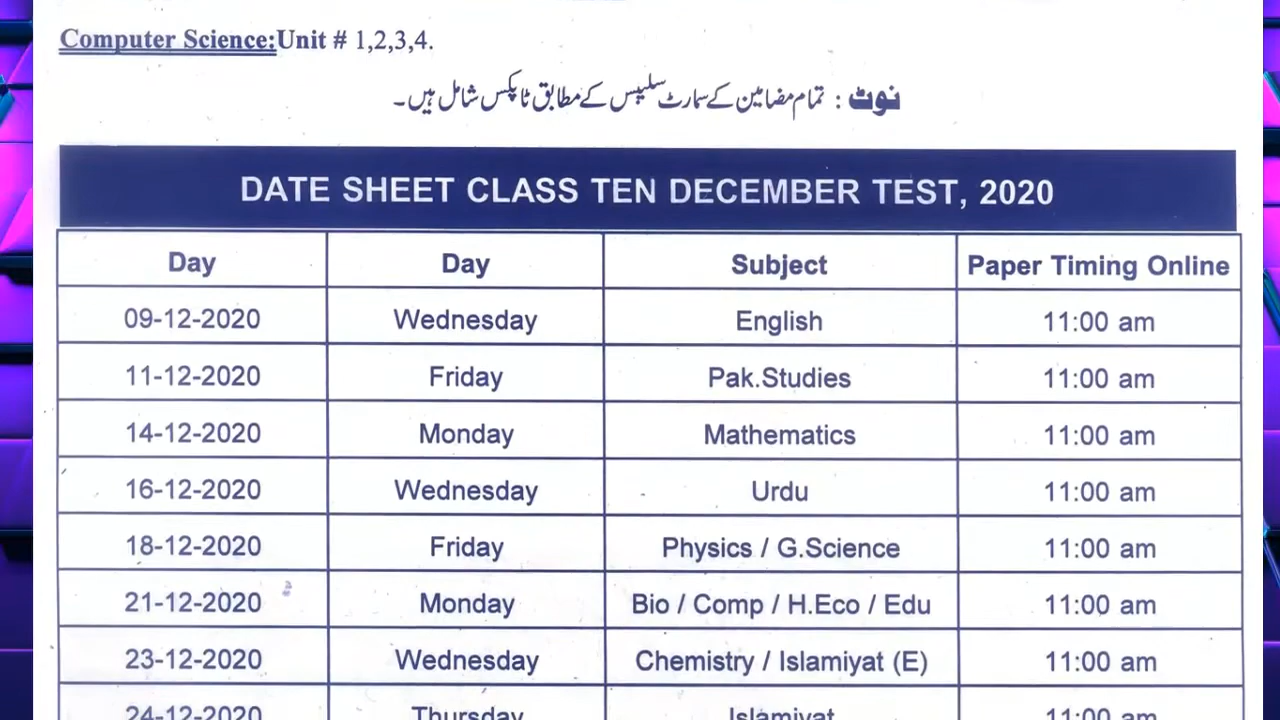 Computer Science:Unit # 1,2,3,4.
نوٹ : تمام مضامین کے سمارٹ سلیبس کے مطابق ٹاپکس شامل ہیں۔
DATE SHEET CLASS TEN DECEMBER TEST, 2020
Day Day Subject Paper Timing Online
09-12-2020 Wednesday English 11:00 am
11-12-2020 Friday Pak.Studies 11:00 am
14-12-2020 Monday Mathematics 11:00 am
16-12-2020 Wednesday Urdu 11:00 am
18-12-2020 Friday Physics / G.Science 11:00 am
21-12-2020 Monday Bio / Comp / H.Eco / Edu 11:00 am
23-12-2020 Wednesday Chemistry / Islamiyat (E) 11:00 am
24-12-2020 Thursday Islamiyat 11:00 am